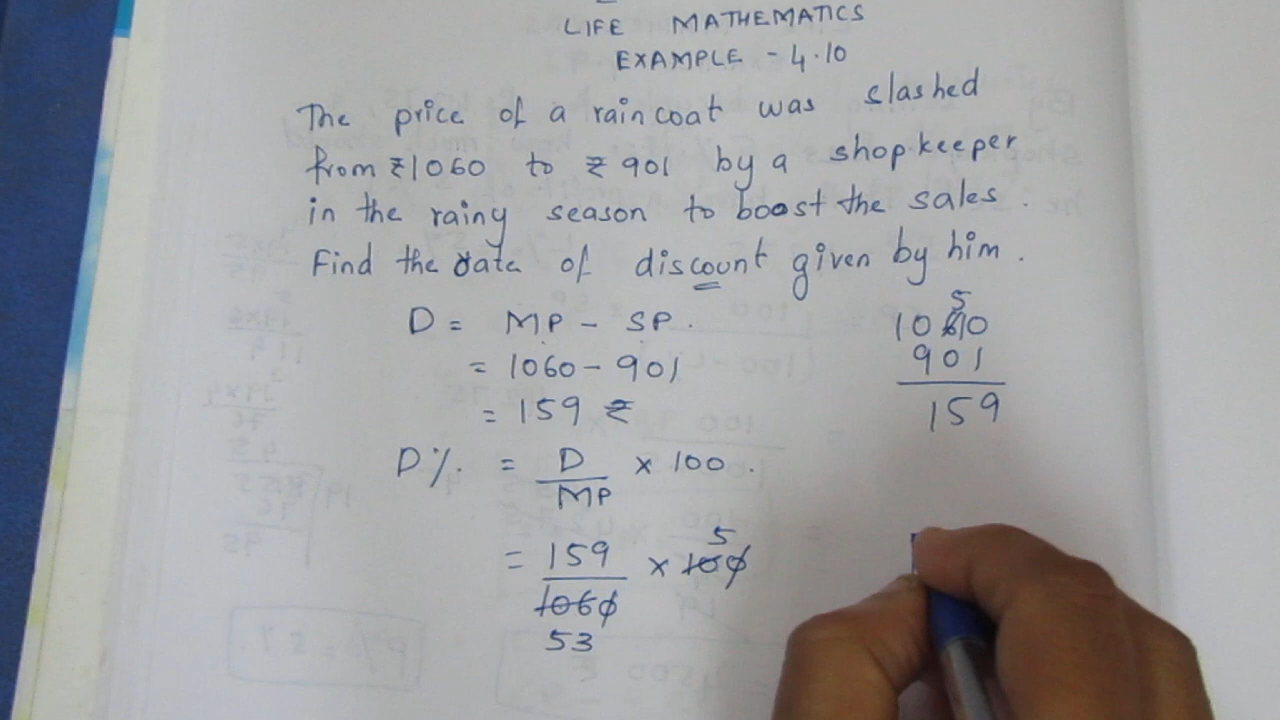 LIFE MATHEMATICS
EXAMPLE - 4.10
The price of a raincoat was slashed
from ₹1060 to ₹ 901 by a shopkeeper
in the rainy season to boost the sales.
Find the rate of discount given by him.
D = MP - SP.
= 1060 - 901
= 159 ₹
5
10610
901
159
D%. = D/MP × 100.
5
= 159/1060 × 100
53